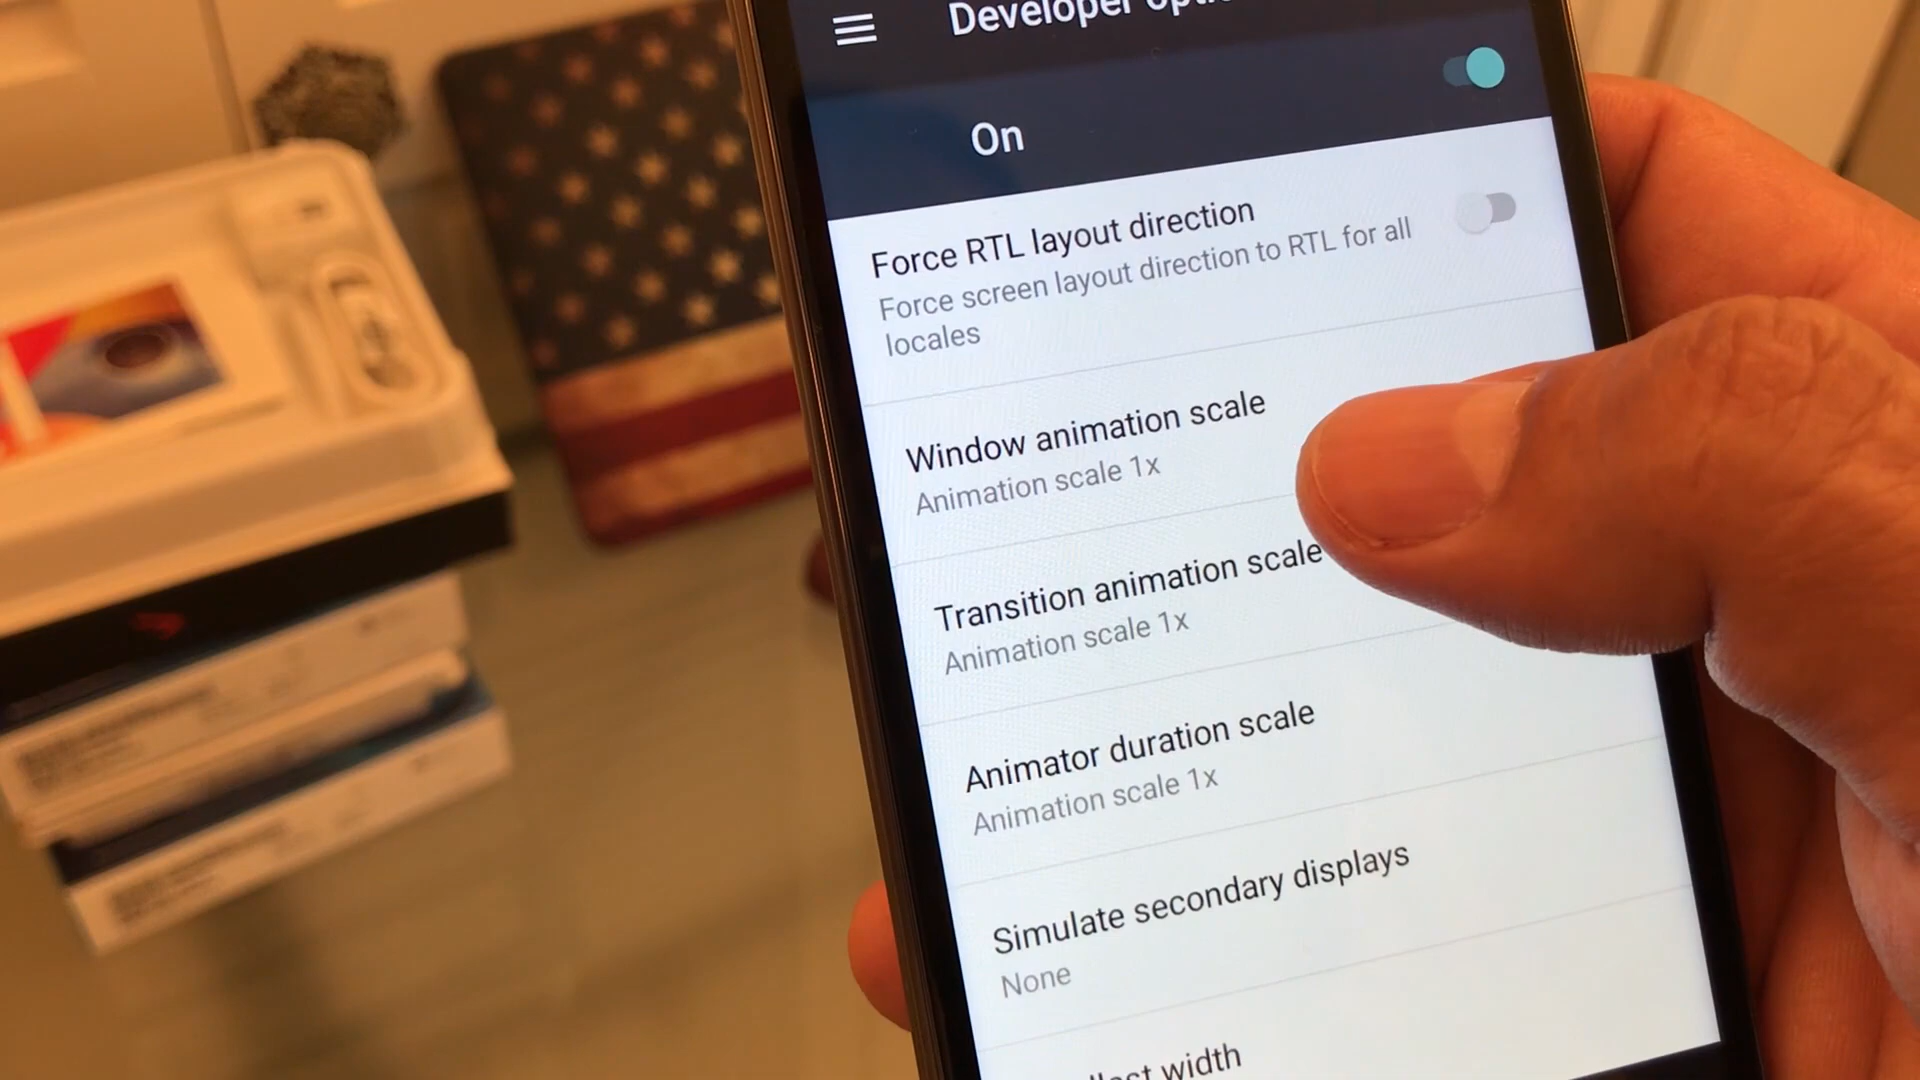 Developer
On
Force RTL layout direction
Force screen layout direction to RTL for all
locales
Window animation scale
Animation scale 1x
Transition animation scale
Animation scale 1x
Animator duration scale
Animation scale 1x
Simulate secondary displays
None
width